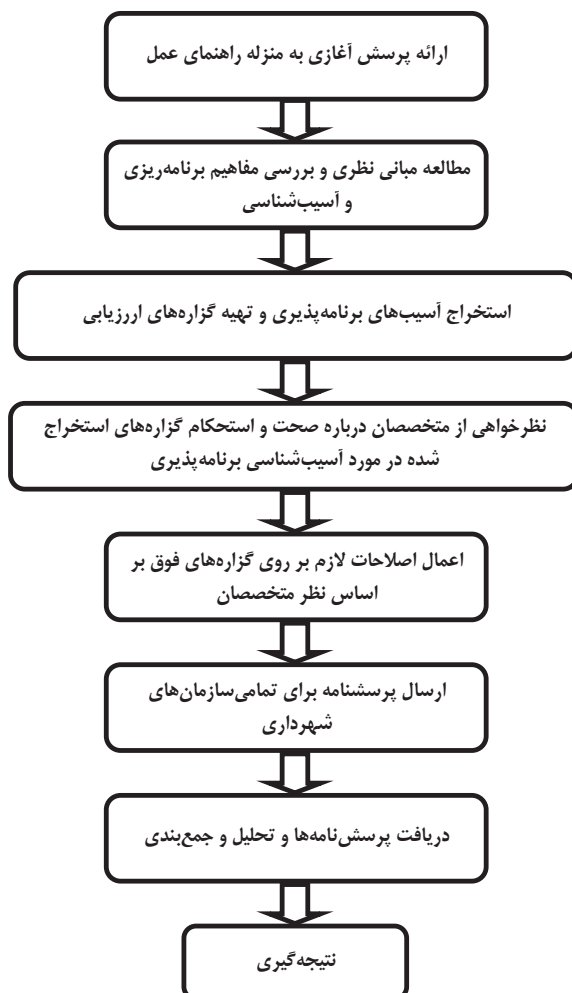 ارائه پرسش آغازی به منزله راهنمای عمل
مطالعه مبانی نظری و بررسی مفاهیم برنامه‌ریزی
و آسیب‌شناسی
استخراج آسیب‌های برنامه‌پذیری و تهیه گزاره‌های اررزیابی
نظرخواهی از متخصصان درباره صحت و استحکام گزاره‌های استخراج
شده در مورد آسیب‌شناسی برنامه‌پذیری
اعمال اصلاحات لازم بر روی گزاره‌های فوق بر
اساس نظر متخصصان
ارسال پرسشنامه برای تمامی‌سازمان‌های
شهرداری
دریافت پرسش‌نامه‌ها و تحلیل و جمع‌بندی
نتیجه‌گیری